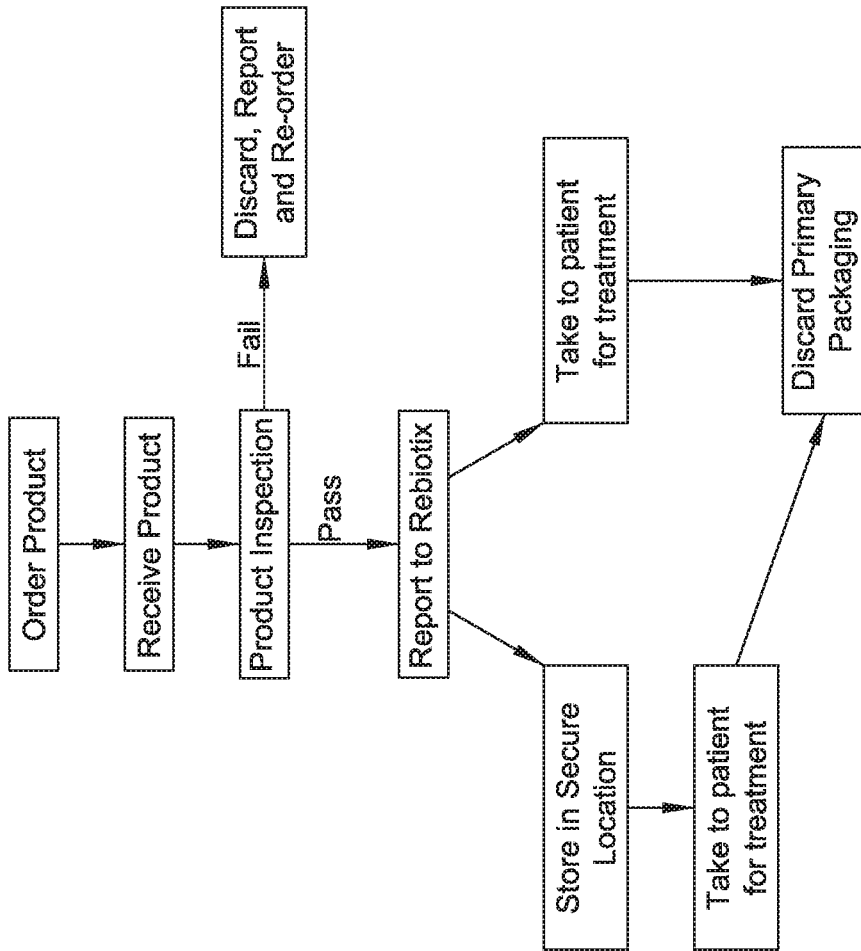 Order Product
Receive Product
Product Inspection
Fail
Discard, Report
and Re-order
Pass
Report to Rebiotix
Store in Secure
Location
Take to patient
for treatment
Take to patient
for treatment
Discard Primary
Packaging